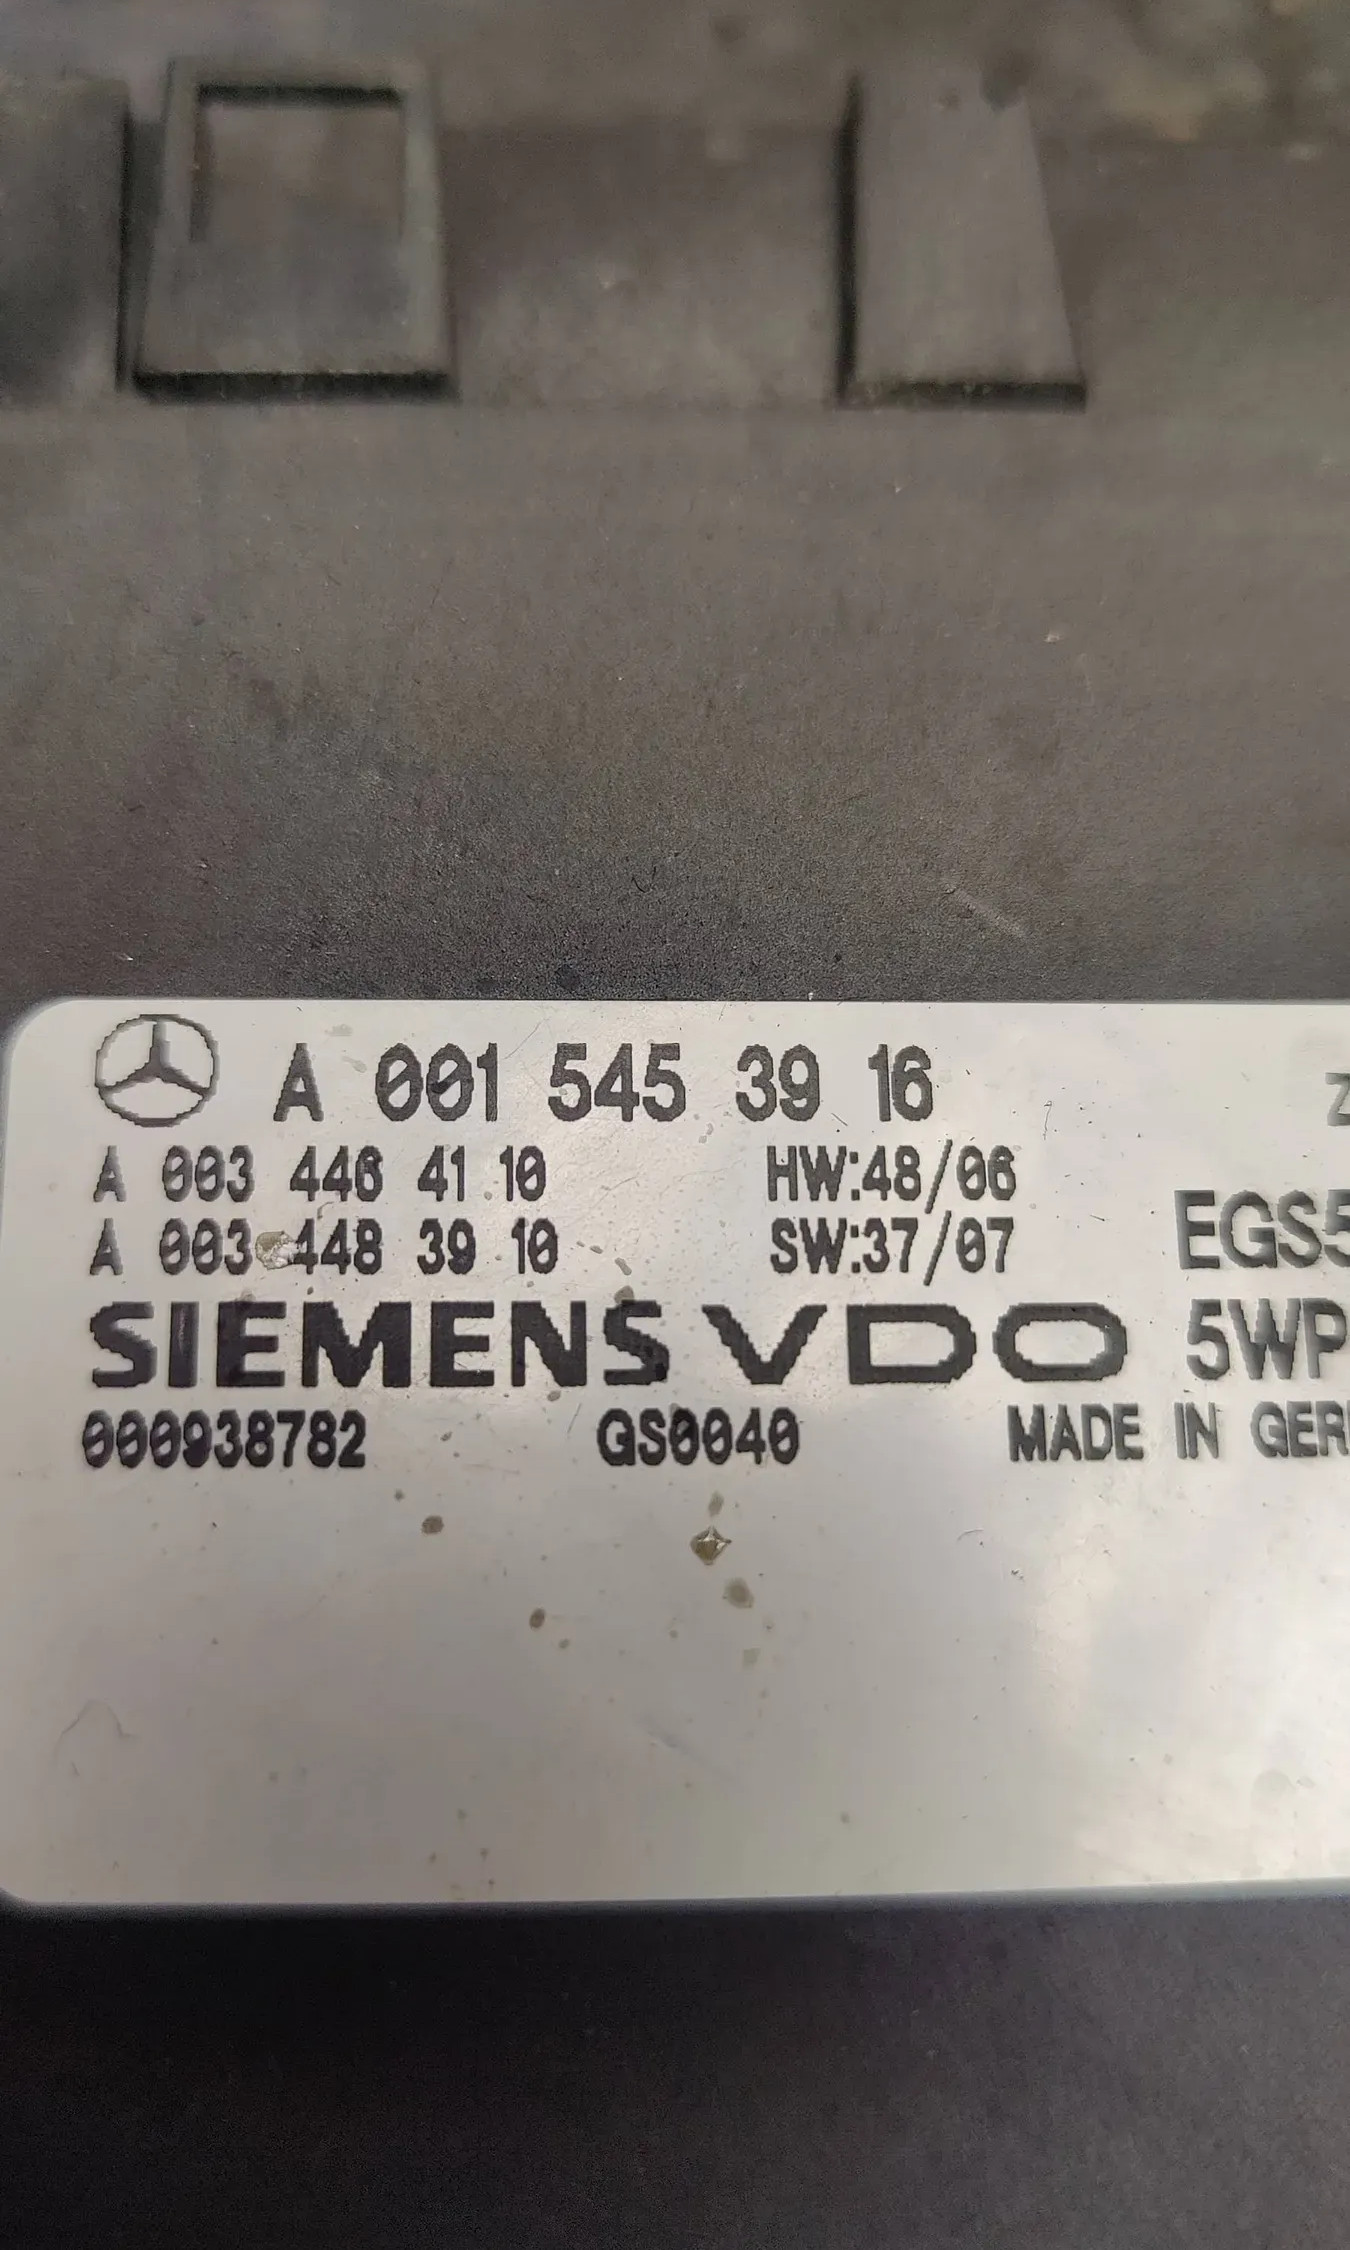 A 001 545 39 16 Z
A 003 446 41 10 HW:48/06
A 003 448 39 10 SW:37/07 EGS5
SIEMENS VDO 5WP
000938782 GS0040 MADE IN GER